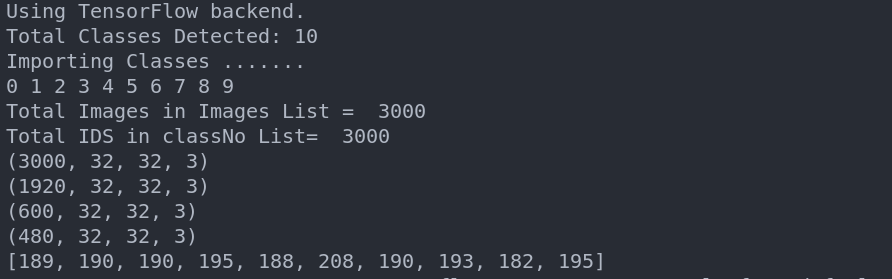 Using TensorFlow backend.
Total Classes Detected: 10
Importing Classes .......
0 1 2 3 4 5 6 7 8 9
Total Images in Images List =  3000
Total IDS in classNo List=  3000
(3000, 32, 32, 3)
(1920, 32, 32, 3)
(600, 32, 32, 3)
(480, 32, 32, 3)
[189, 190, 190, 195, 188, 208, 190, 193, 182, 195]